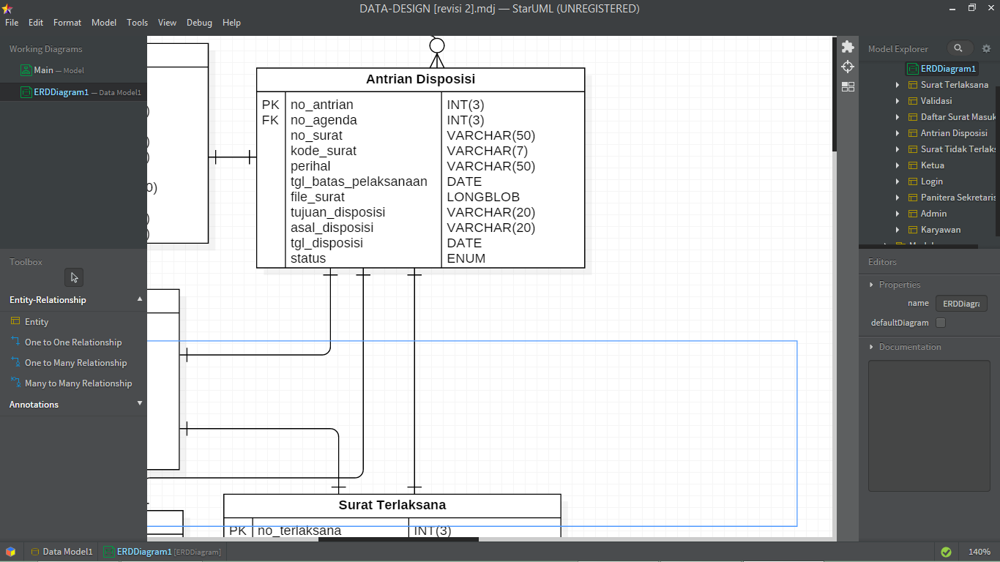 DATA-DESIGN [revisi 2].mdj — StarUML (UNREGISTERED)
File Edit Format Model Tools View Debug Help
Working Diagrams
Main — Model
ERDDiagram1 — Data Model1
Toolbox
Entity-Relationship
Entity
One to One Relationship
One to Many Relationship
Many to Many Relationship
Annotations
0)
Antrian Disposisi
PK no_antrian INT(3)
FK no_agenda INT(3)
no_surat VARCHAR(50)
kode_surat VARCHAR(7)
perihal VARCHAR(50)
tgl_batas_pelaksanaan DATE
file_surat LONGBLOB
tujuan_disposisi VARCHAR(20)
asal_disposisi VARCHAR(20)
tgl_disposisi DATE
status ENUM
Surat Terlaksana
PK no_terlaksana INT(3)
Model Explorer
ERDDiagram1
Surat Terlaksana
Validasi
Daftar Surat Masuk
Antrian Disposisi
Surat Tidak Terlaks
Ketua
Login
Panitera Sekretaris
Admin
Karyawan
Editors
Properties
name ERDDiagra
defaultDiagram
Documentation
Data Model1 ERDDiagram1 [ERDDiagram]
140%